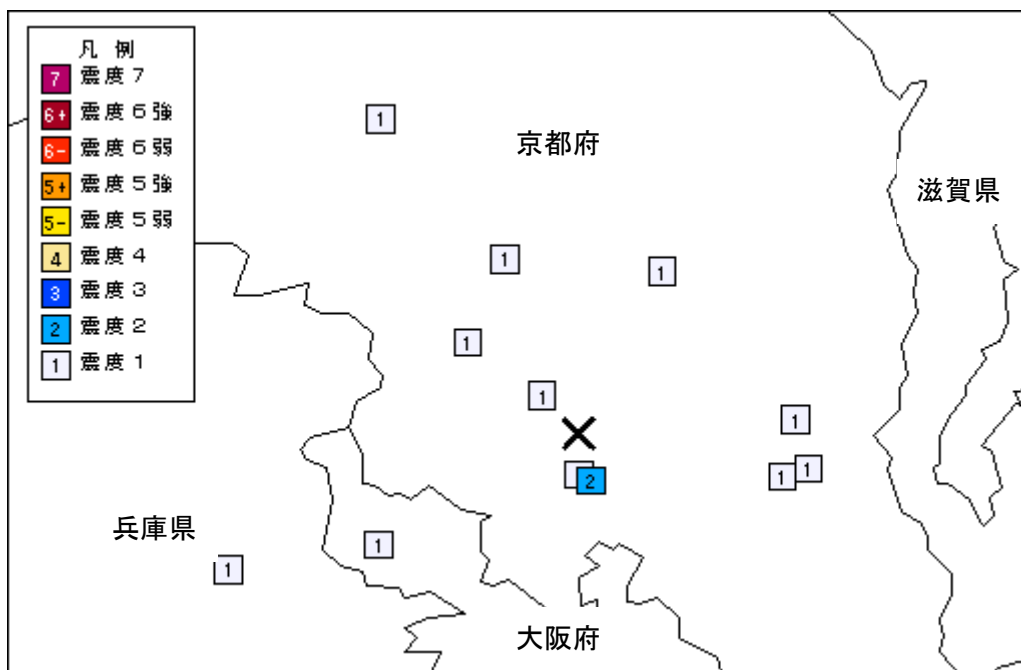 凡 例
7 震度7
6+ 震度6強
6- 震度6弱
5+ 震度5強
5- 震度5弱
4 震度4
3 震度3
2 震度2
1 震度1
1
京都府
滋賀県
1
1
1
1
1
1
1
2
兵庫県
1
1
大阪府